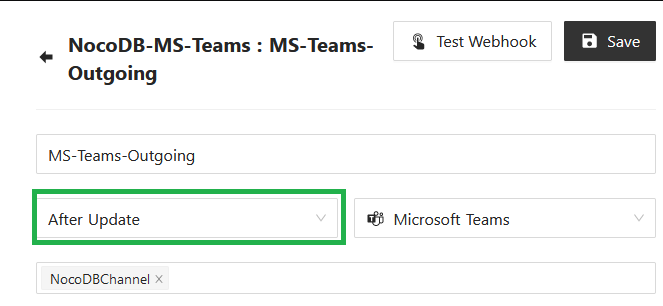 NocoDB-MS-Teams : MS-Teams-
Outgoing
Test Webhook
Save
MS-Teams-Outgoing
After Update
Microsoft Teams
NocoDBChannel